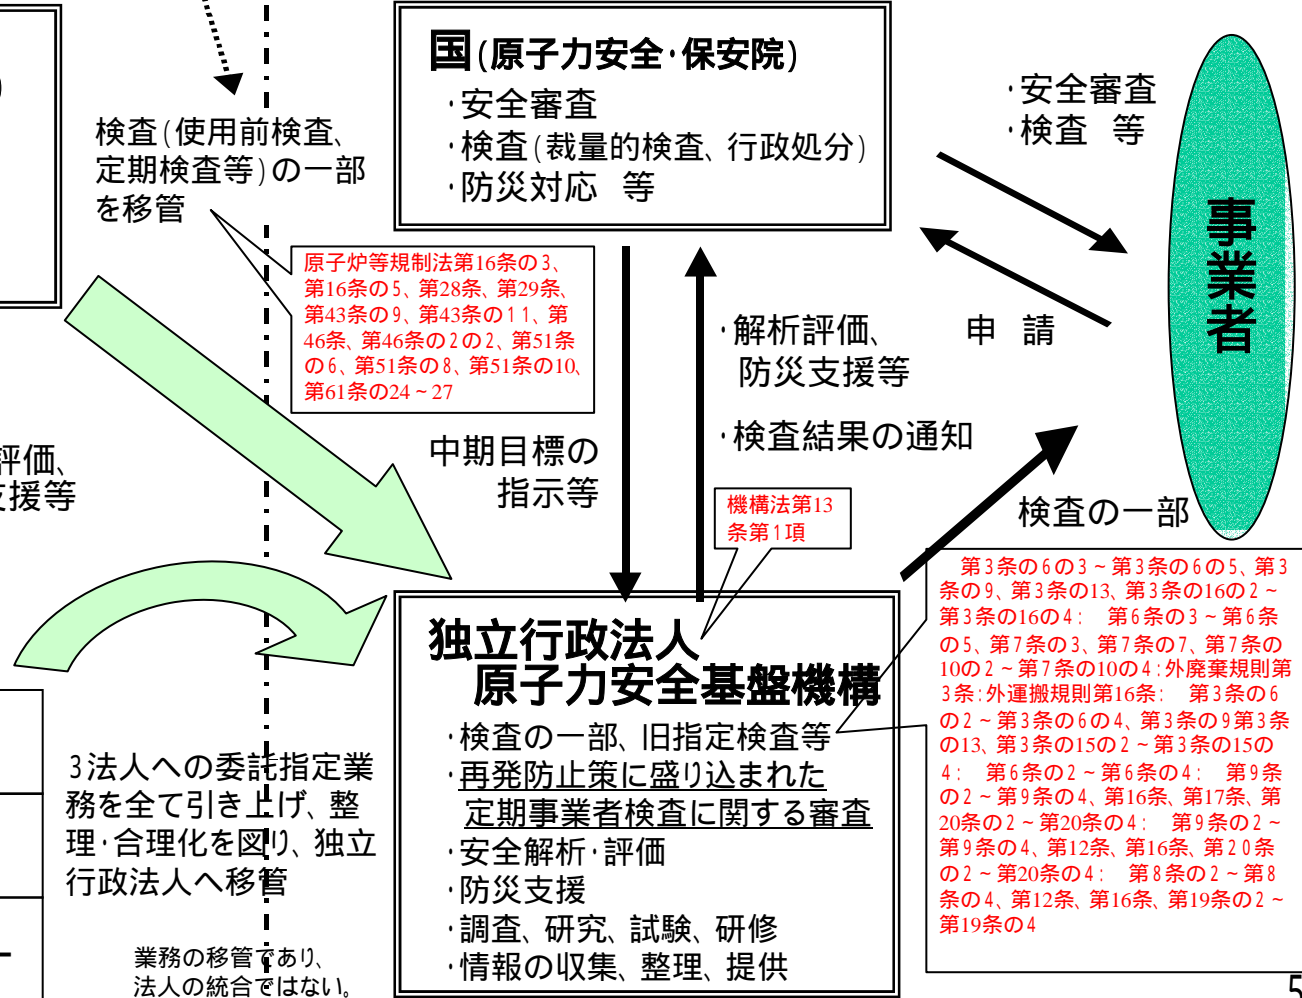 )
国(原子力安全・保安院)
・安全審査
・検査(裁量的検査、行政処分)
・防災対応 等
・安全審査
・検査 等
事業者
検査(使用前検査、
定期検査等)の一部
を移管
原子炉等規制法第16条の3、
第16条の5、第28条、第29条、
第43条の9、第43条の11、第
46条、第46条の2の2、第51条
の6、第51条の8、第51条の10、
第61条の24~27
・解析評価、
防災支援等
申 請
・検査結果の通知
中期目標の
指示等
評価、
支援等
機構法第13
条第1項
検査の一部
第3条の6の3~第3条の6の5、第3
条の9、第3条の13、第3条の16の2~
第3条の16の4: 第6条の3~第6条
の5、第7条の3、第7条の7、第7条の
10の2~第7条の10の4:外廃棄規則第
3条:外運搬規則第16条: 第3条の6
の2~第3条の6の4、第3条の9第3条
の13、第3条の15の2~第3条の15の
4: 第6条の2~第6条の4: 第9条
の2~第9条の4、第16条、第17条、第
20条の2~第20条の4: 第9条の2~
第9条の4、第12条、第16条、第20条
の2~第20条の4: 第8条の2~第8
条の4、第12条、第16条、第19条の2~
第19条の4
独立行政法人
原子力安全基盤機構
・検査の一部、旧指定検査等
・再発防止策に盛り込まれた
定期事業者検査に関する審査
・安全解析・評価
・防災支援
・調査、研究、試験、研修
・情報の収集、整理、提供
3法人への委託指定業
務を全て引き上げ、整
理・合理化を図り、独立
行政法人へ移管
ー
業務の移管であり、
法人の統合ではない。
5